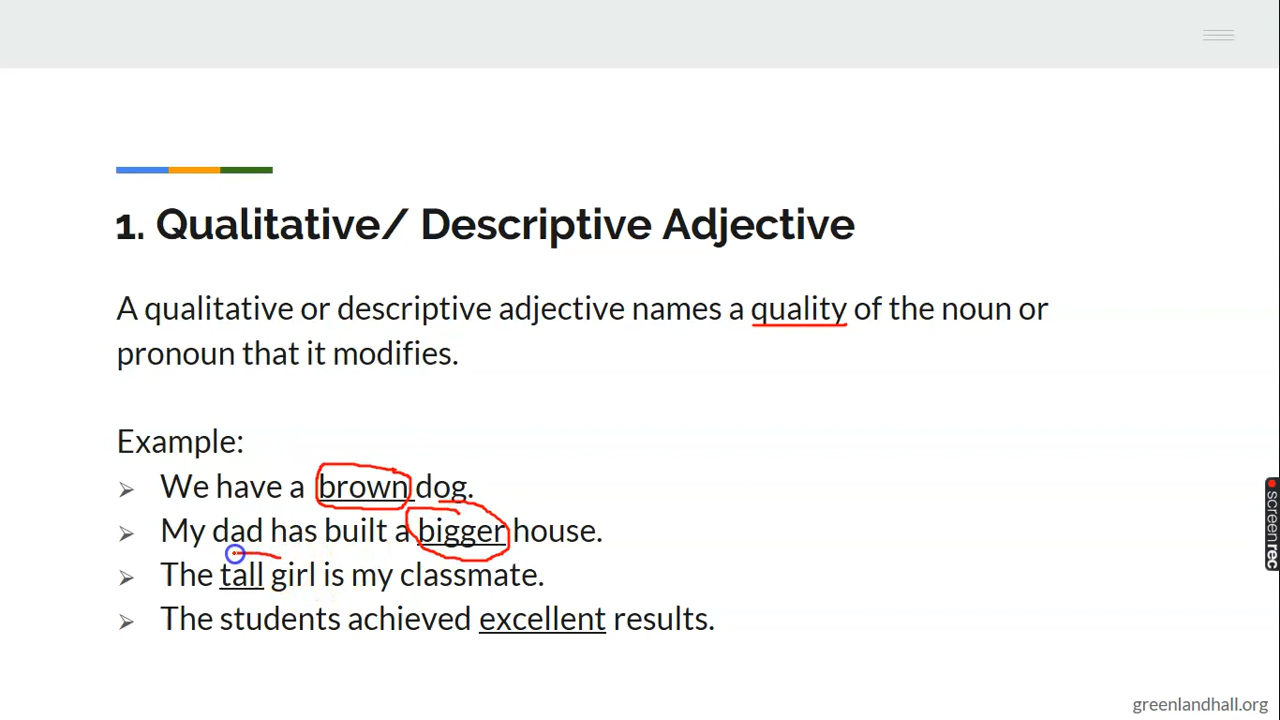 1. Qualitative/ Descriptive Adjective
A qualitative or descriptive adjective names a quality of the noun or
pronoun that it modifies.
Example:
➢ We have a brown dog.
➢ My dad has built a bigger house.
➢ The tall girl is my classmate.
➢ The students achieved excellent results.
screenrec
greenlandhall.org